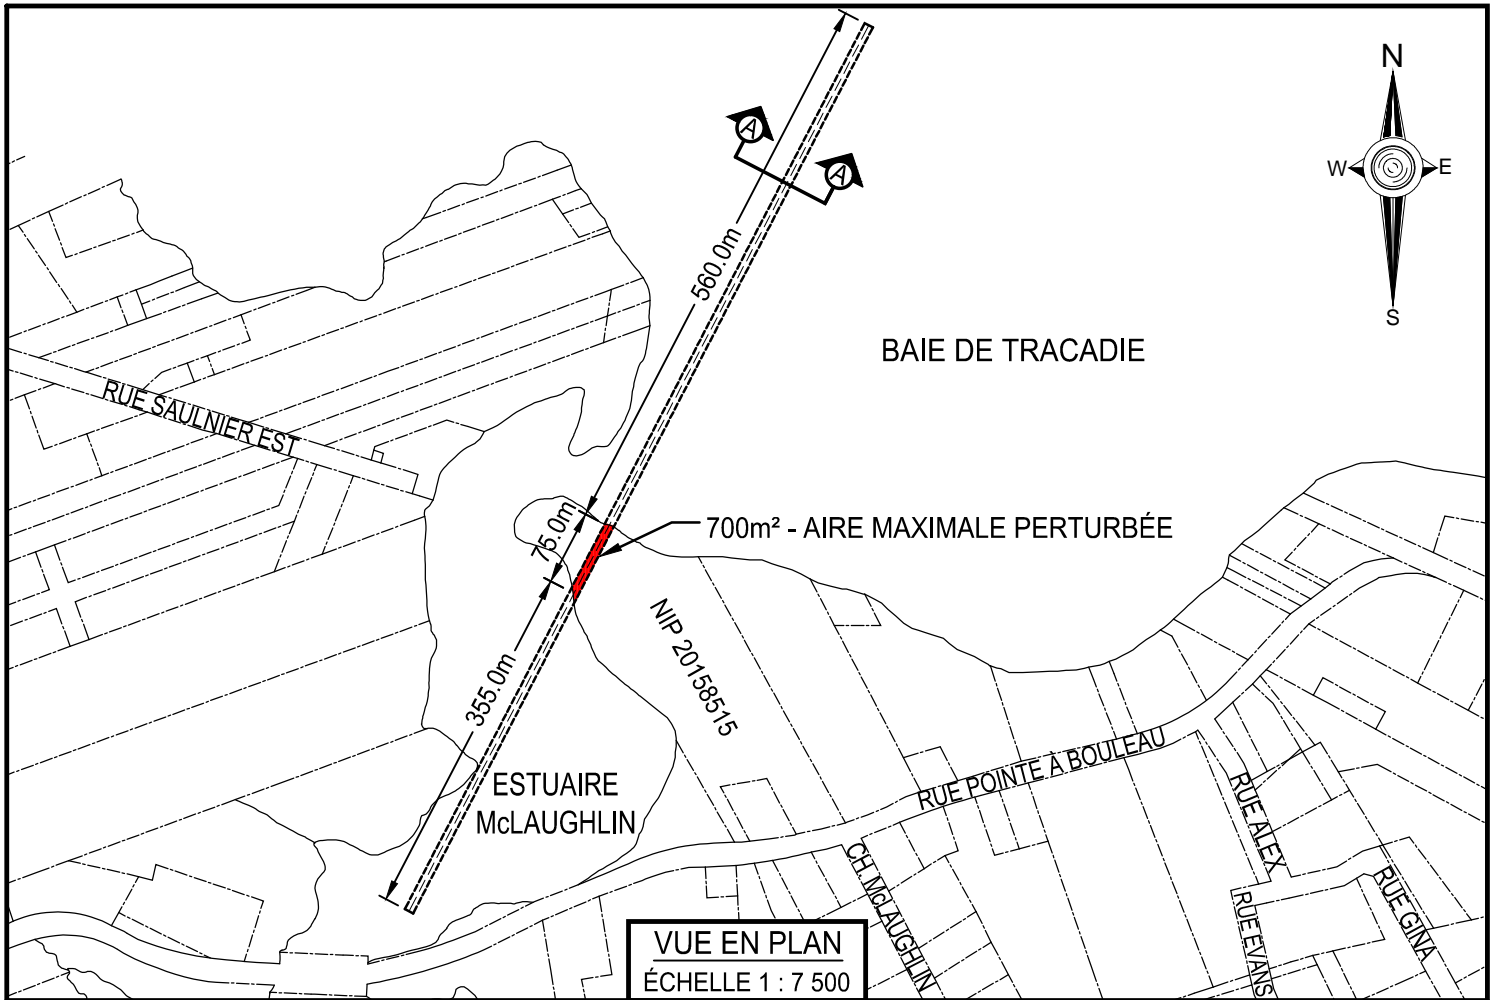 N
W
E
S
A
A
560.0m
BAIE DE TRACADIE
RUE SAULNIER EST
75.0m
700m² - AIRE MAXIMALE PERTURBÉE
NIP 20158515
355.0m
ESTUAIRE
McLAUGHLIN
RUE POINTE À BOULEAU
RUE ALEX
CH. McLAUGHLIN
RUE EVANS
RUE GINA
VUE EN PLAN
ÉCHELLE 1 : 7 500